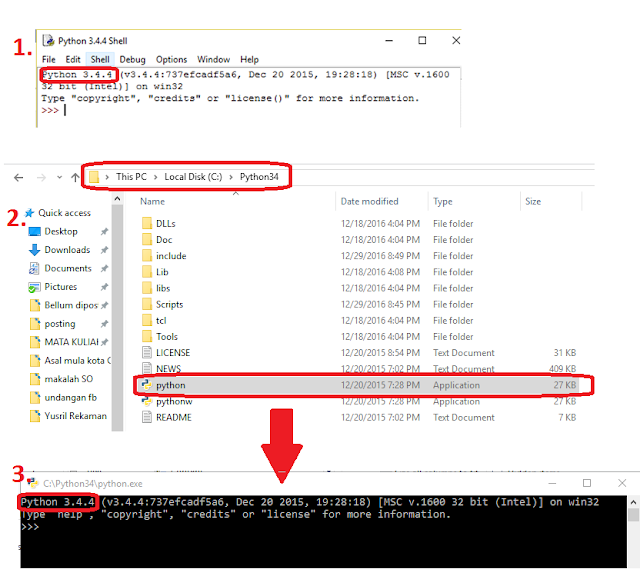 1.
Python 3.4.4 Shell
File Edit Shell Debug Options Window Help
Python 3.4.4 (v3.4.4:737efcadf5a6, Dec 20 2015, 19:28:18) [MSC v.1600
32 bit (Intel)] on win32
Type "copyright", "credits" or "license()" for more information.
>>>
This PC > Local Disk (C:) > Python34
2.
Name Date modified Type Size
Quick access
Desktop
Downloads
Documents
Pictures
Bellum dipos
posting
MATA KULIAH
Asal mula kota
makalah SO
undangan fb
Yusril Rekaman
DLLs 12/18/2016 4:04 PM File folder
Doc 12/18/2016 4:04 PM File folder
include 12/29/2016 8:49 PM File folder
Lib 12/18/2016 4:08 PM File folder
libs 12/18/2016 4:04 PM File folder
Scripts 12/29/2016 8:45 PM File folder
tcl 12/18/2016 4:04 PM File folder
Tools 12/18/2016 4:04 PM File folder
LICENSE 12/20/2015 8:54 PM Text Document 31 KB
NEWS 12/20/2015 7:02 PM Text Document 409 KB
python 12/20/2015 7:28 PM Application 27 KB
pythonw 12/20/2015 7:28 PM Application 27 KB
README 12/20/2015 7:02 PM Text Document 7 KB
3
C:\Python34\python.exe
Python 3.4.4 (v3.4.4:737efcadf5a6, Dec 20 2015, 19:28:18) [MSC v.1600 32 bit (Intel)] on win32
Type "help", "copyright", "credits" or "license" for more information.
>>>